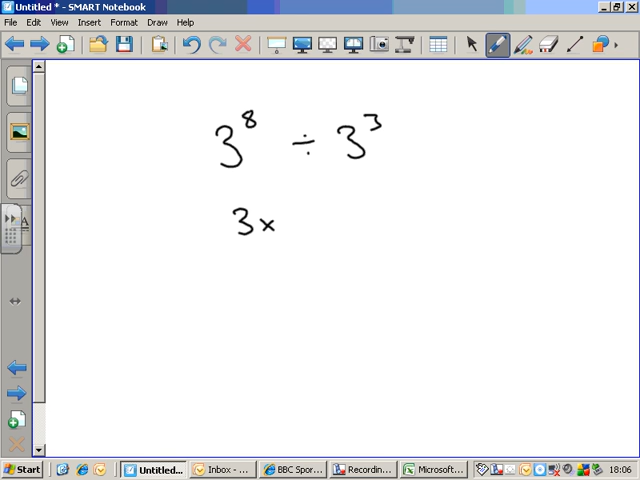 Untitled * - SMART Notebook
File Edit View Insert Format Draw Help
3⁸ ÷ 3³
3 ×
A
Start Untitled... Inbox - ... BBC Spor... Recording... Microsoft... 18:06